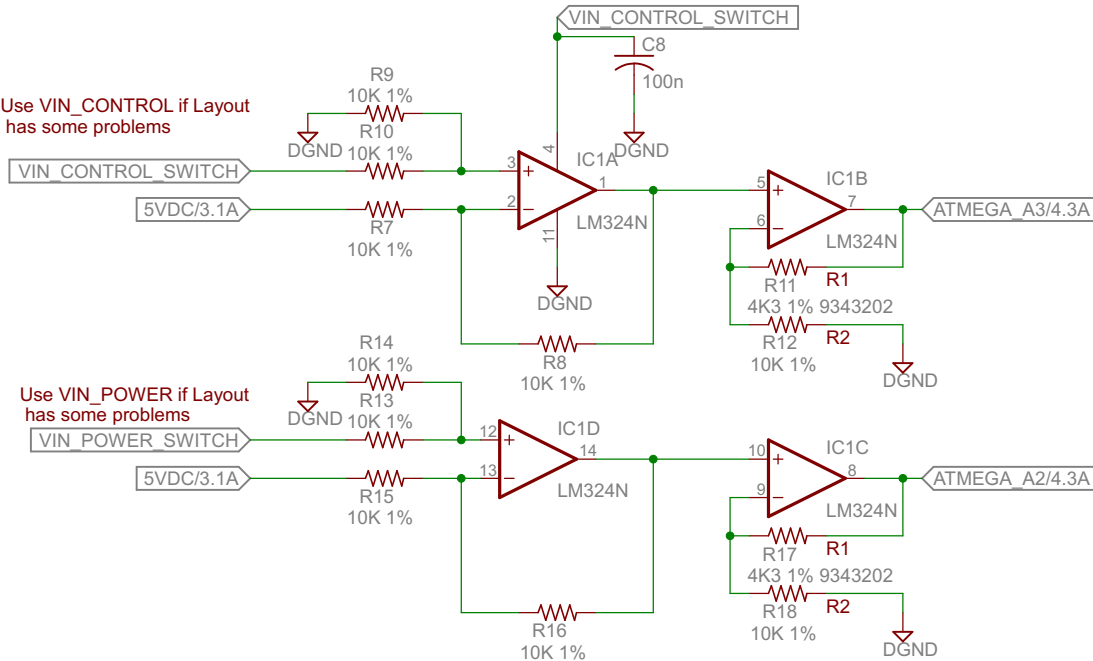 VIN_CONTROL_SWITCH
C8
100n
DGND
R9
10K 1%
Use VIN_CONTROL if Layout
has some problems
DGND
R10
10K 1%
VIN_CONTROL_SWITCH
5VDC/3.1A
R7
10K 1%
3
2
4
11
1
IC1A
LM324N
DGND
R8
10K 1%
5
6
7
IC1B
LM324N
ATMEGA_A3/4.3A
R11
R1
4K3 1% 9343202
R12
R2
10K 1%
DGND
R14
10K 1%
Use VIN_POWER if Layout
has some problems
DGND
R13
10K 1%
VIN_POWER_SWITCH
5VDC/3.1A
R15
10K 1%
12
13
14
IC1D
LM324N
R16
10K 1%
10
9
8
IC1C
LM324N
ATMEGA_A2/4.3A
R17
R1
4K3 1% 9343202
R18
R2
10K 1%
DGND